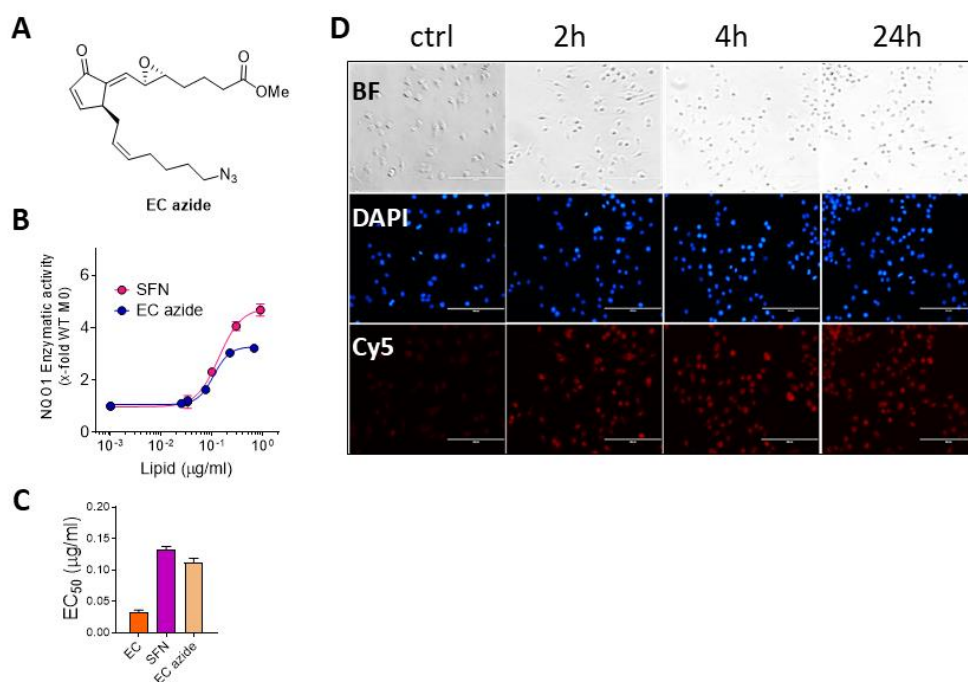 A
O
O
O
OMe
N₃
EC azide
B
NQO1 Enzymatic activity
(x-fold WT M0)
6
4
2
0
SFN
EC azide
10⁻³ 10⁻² 10⁻¹ 10⁰
Lipid (µg/ml)
C
EC₅₀ (µg/ml)
0.20
0.15
0.10
0.05
0.00
EC
SFN
EC azide
D
ctrl 2h 4h 24h
BF
DAPI
Cy5